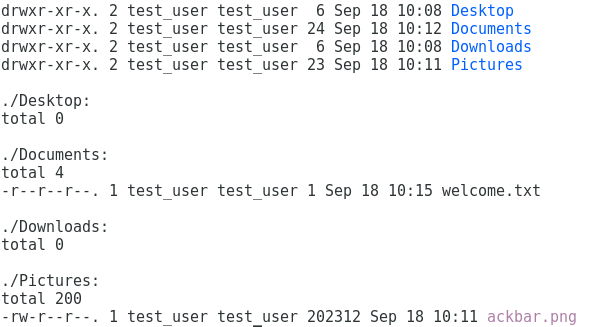 drwxr-xr-x. 2 test_user test_user  6 Sep 18 10:08 Desktop
drwxr-xr-x. 2 test_user test_user 24 Sep 18 10:12 Documents
drwxr-xr-x. 2 test_user test_user  6 Sep 18 10:08 Downloads
drwxr-xr-x. 2 test_user test_user 23 Sep 18 10:11 Pictures

./Desktop:
total 0

./Documents:
total 4
-r--r--r--. 1 test_user test_user 1 Sep 18 10:15 welcome.txt

./Downloads:
total 0

./Pictures:
total 200
-rw-r--r--. 1 test_user test_user 202312 Sep 18 10:11 ackbar.png